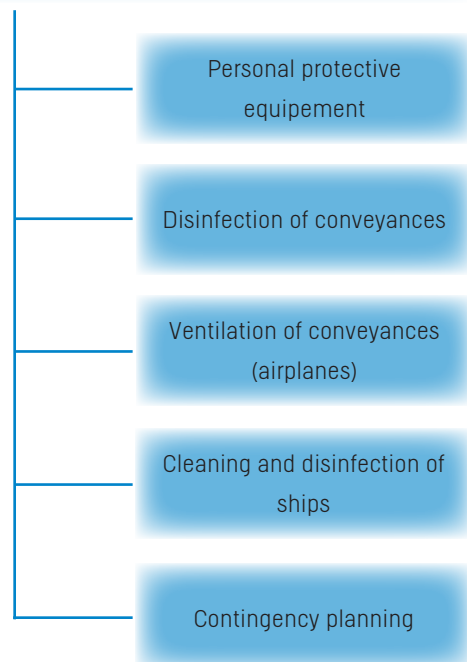 Personal protective
equipement
Disinfection of conveyances
Ventilation of conveyances
(airplanes)
Cleaning and disinfection of
ships
Contingency planning